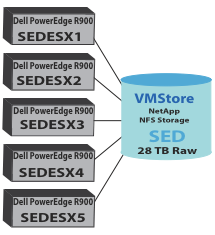 Dell PowerEdge R900
SEDESX1
Dell PowerEdge R900
SEDESX2
Dell PowerEdge R900
SEDESX3
Dell PowerEdge R900
SEDESX4
Dell PowerEdge R900
SEDESX5
VMStore
NetApp
NFS Storage
SED
28 TB Raw